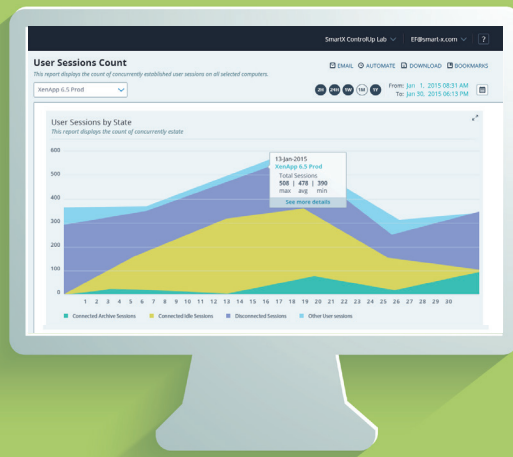 SmartX ControlUp Lab EF@smart-x.com ?
User Sessions Count
EMAIL AUTOMATE DOWNLOAD BOOKMARKS
This report displays the count of concurrently established user sessions on all selected computers.
XenApp 6.5 Prod
2H 24H 1W 1M 1Y
From: Jan 1, 2015 08:31 AM
To: Jan 30, 2015 06:13 PM
User Sessions by State
This report displays the count of concurrently estate
600
500
400
300
200
100
0
13-Jan-2015
XenApp 6.5 Prod
Total Sessions
508 | 478 | 390
max avg min
See more details
1 2 3 4 5 6 7 8 9 10 11 12 13 14 15 16 17 18 19 20 21 22 23 24 25 26 27 28 29 30
Connected Archive Sessions Connected Idle Sessions Disconnected Sessions Other User sessions